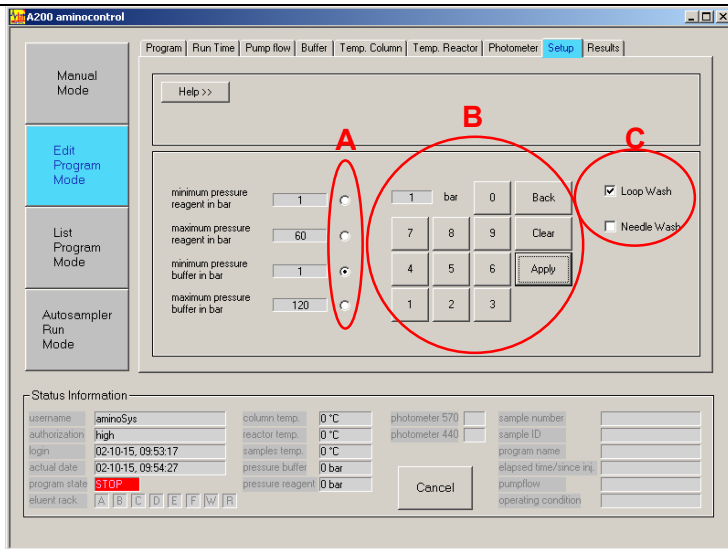 A200 aminocontrol
Program Run Time Pump flow Buffer Temp. Column Temp. Reactor Photometer Setup Results
Manual
Mode
Edit
Program
Mode
List
Program
Mode
Autosampler
Run
Mode
Help >>
A
B
C
minimum pressure
reagent in bar 1
maximum pressure
reagent in bar 60
minimum pressure
buffer in bar 1
maximum pressure
buffer in bar 120
1 bar 0 Back
7 8 9 Clear
4 5 6 Apply
1 2 3
Loop Wash
Needle Wash
Status Information
username aminoSys column temp. 0 °C photometer 570 sample number
authorization high reactor temp. 0 °C photometer 440 sample ID
login 02-10-15, 09:53:17 samples temp. 0 °C program name
actual date 02-10-15, 09:54:27 pressure buffer 0 bar elapsed time/since inj.
program state STOP pressure reagent 0 bar Cancel pumpflow
eluent rack A B C D E F W R operating condition